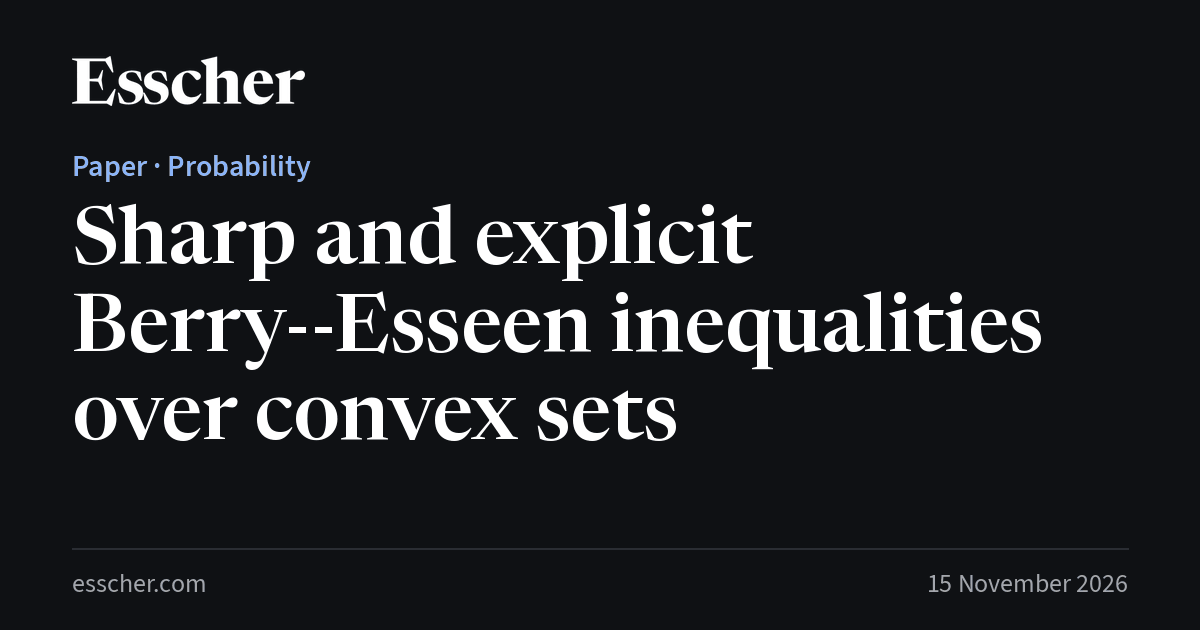 Esscher
Paper · Probability
Sharp and explicit
Berry--Esseen inequalities
over convex sets
esscher.com
15 November 2026